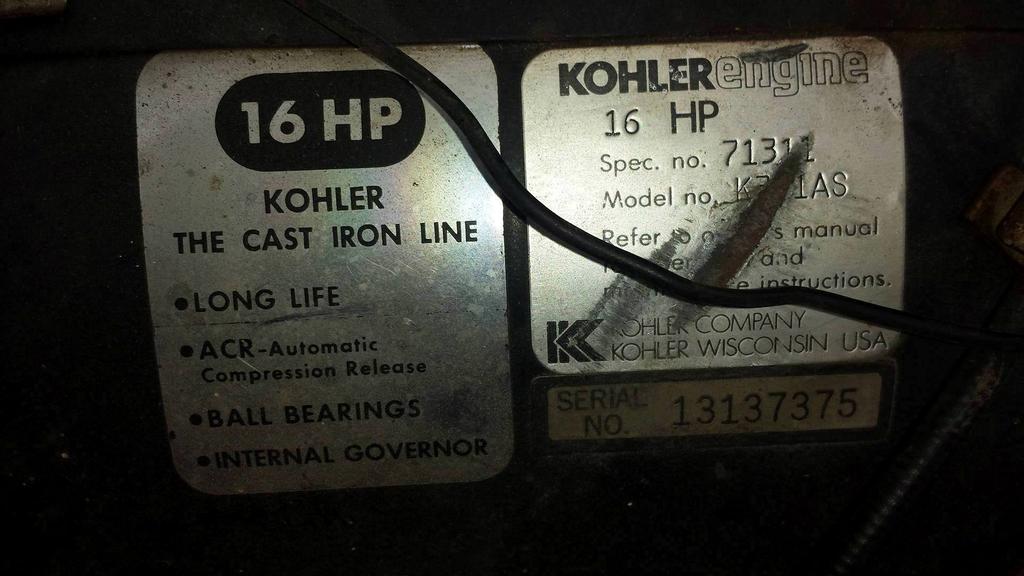 16 HP
KOHLER
THE CAST IRON LINE
•LONG LIFE
•ACR-Automatic
Compression Release
•BALL BEARINGS
•INTERNAL GOVERNOR
KOHLER engine
16 HP
Spec. no. 71311
Model no.
Refer manual
and
instructions.
KOHLER COMPANY
KOHLER WISCONSIN USA
SERIAL
NO. 13137375